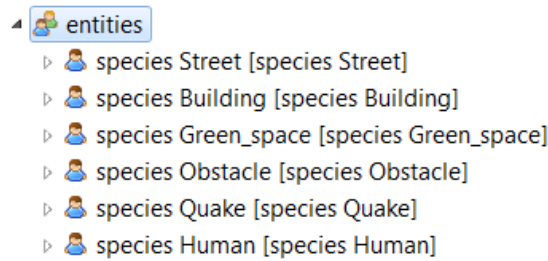 entities
species Street [species Street]
species Building [species Building]
species Green_space [species Green_space]
species Obstacle [species Obstacle]
species Quake [species Quake]
species Human [species Human]